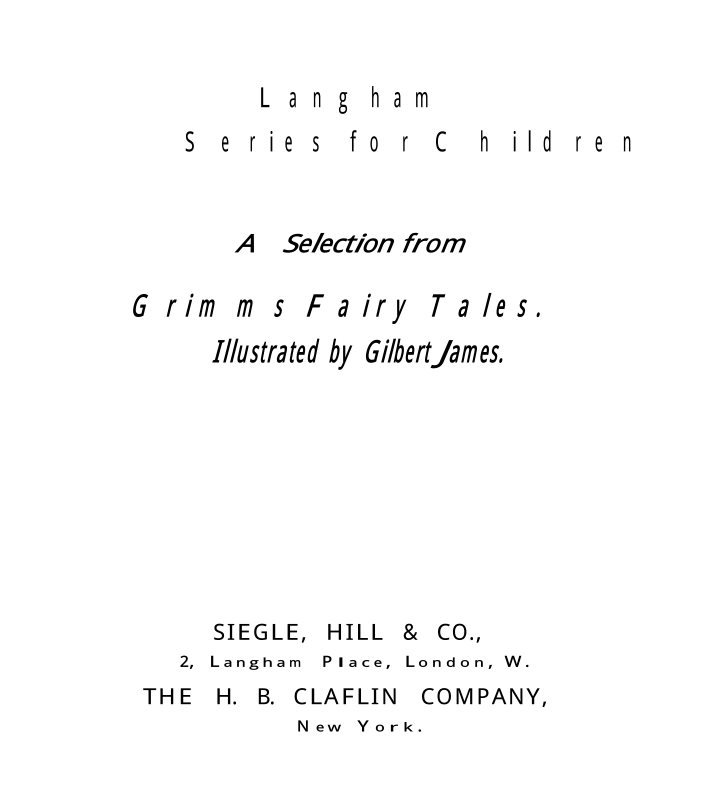 Langham
Series for Children
A Selection from
Grimms Fairy Tales.
Illustrated by Gilbert James.
SIEGLE, HILL & CO.,
2, Langham Place, London, W.
THE H. B. CLAFLIN COMPANY,
New York.